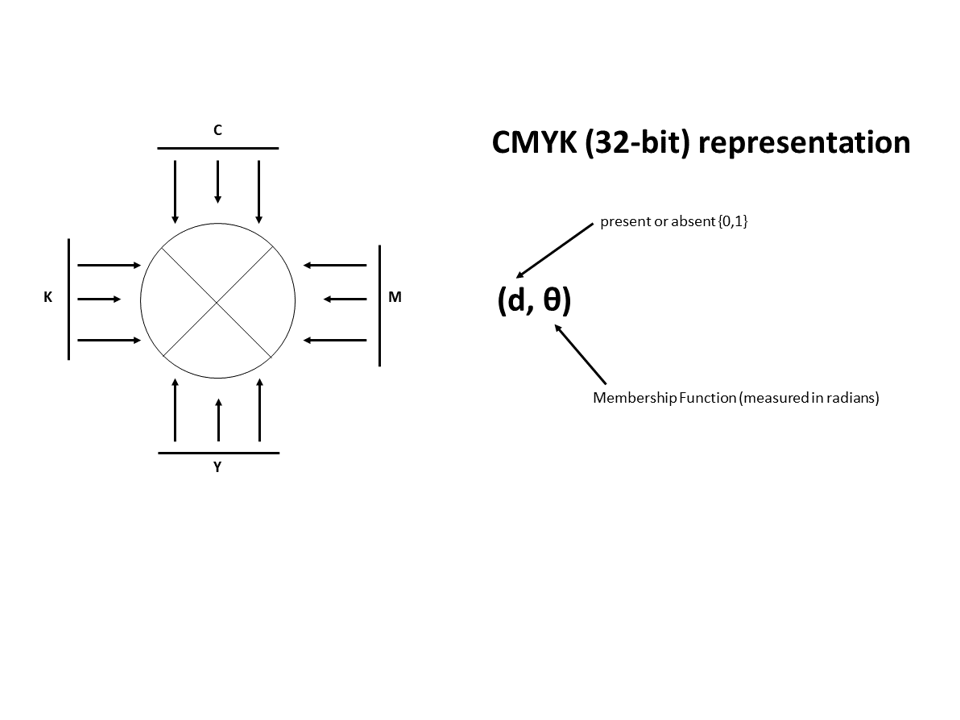 C
CMYK (32-bit) representation
present or absent {0,1}
K
M
(d, θ)
Membership Function (measured in radians)
Y